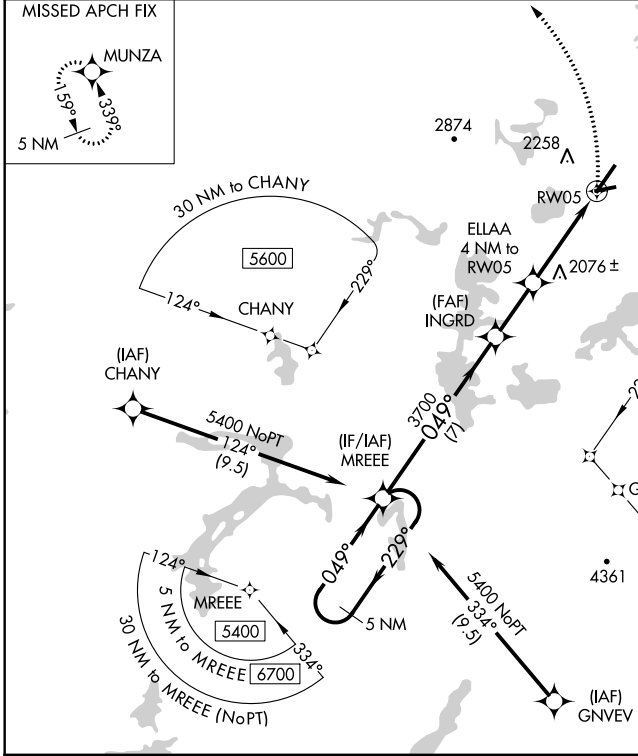 MISSED APCH FIX
MUNZA
159°
339°
5 NM
2874
2258
RW05
30 NM to CHANY
5600
124°
229°
CHANY
ELLAA
4 NM to
RW05
2076 ±
(FAF)
INGRD
(IAF)
CHANY
5400 NoPT
124°
(9.5)
3700
049°
(7)
(IF/IAF)
MREEE
049°
229°
5 NM
124°
MREEE
5400
334°
5 NM to MREEE
6700
30 NM to MREEE (NoPT)
4361
5400 NoPT
334°
(9.5)
(IAF)
GNVEV
G